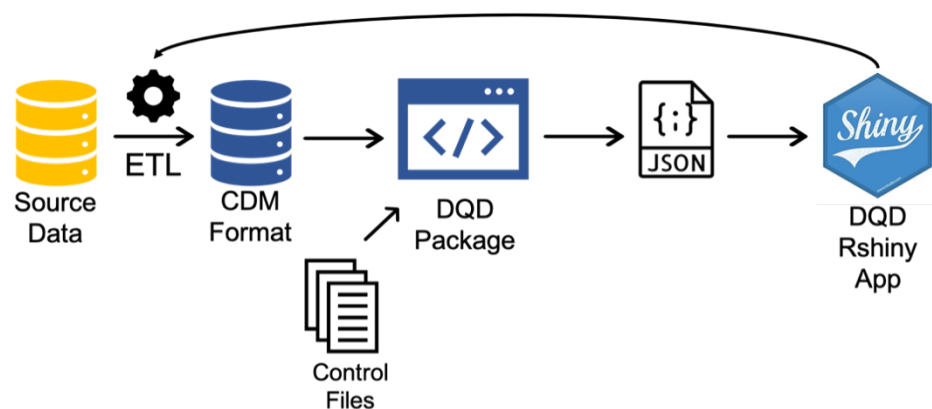 ETL
Source
Data
CDM
Format
</>
DQD
Package
Control
Files
{;}
JSON
Shiny
DQD
Rshiny
App